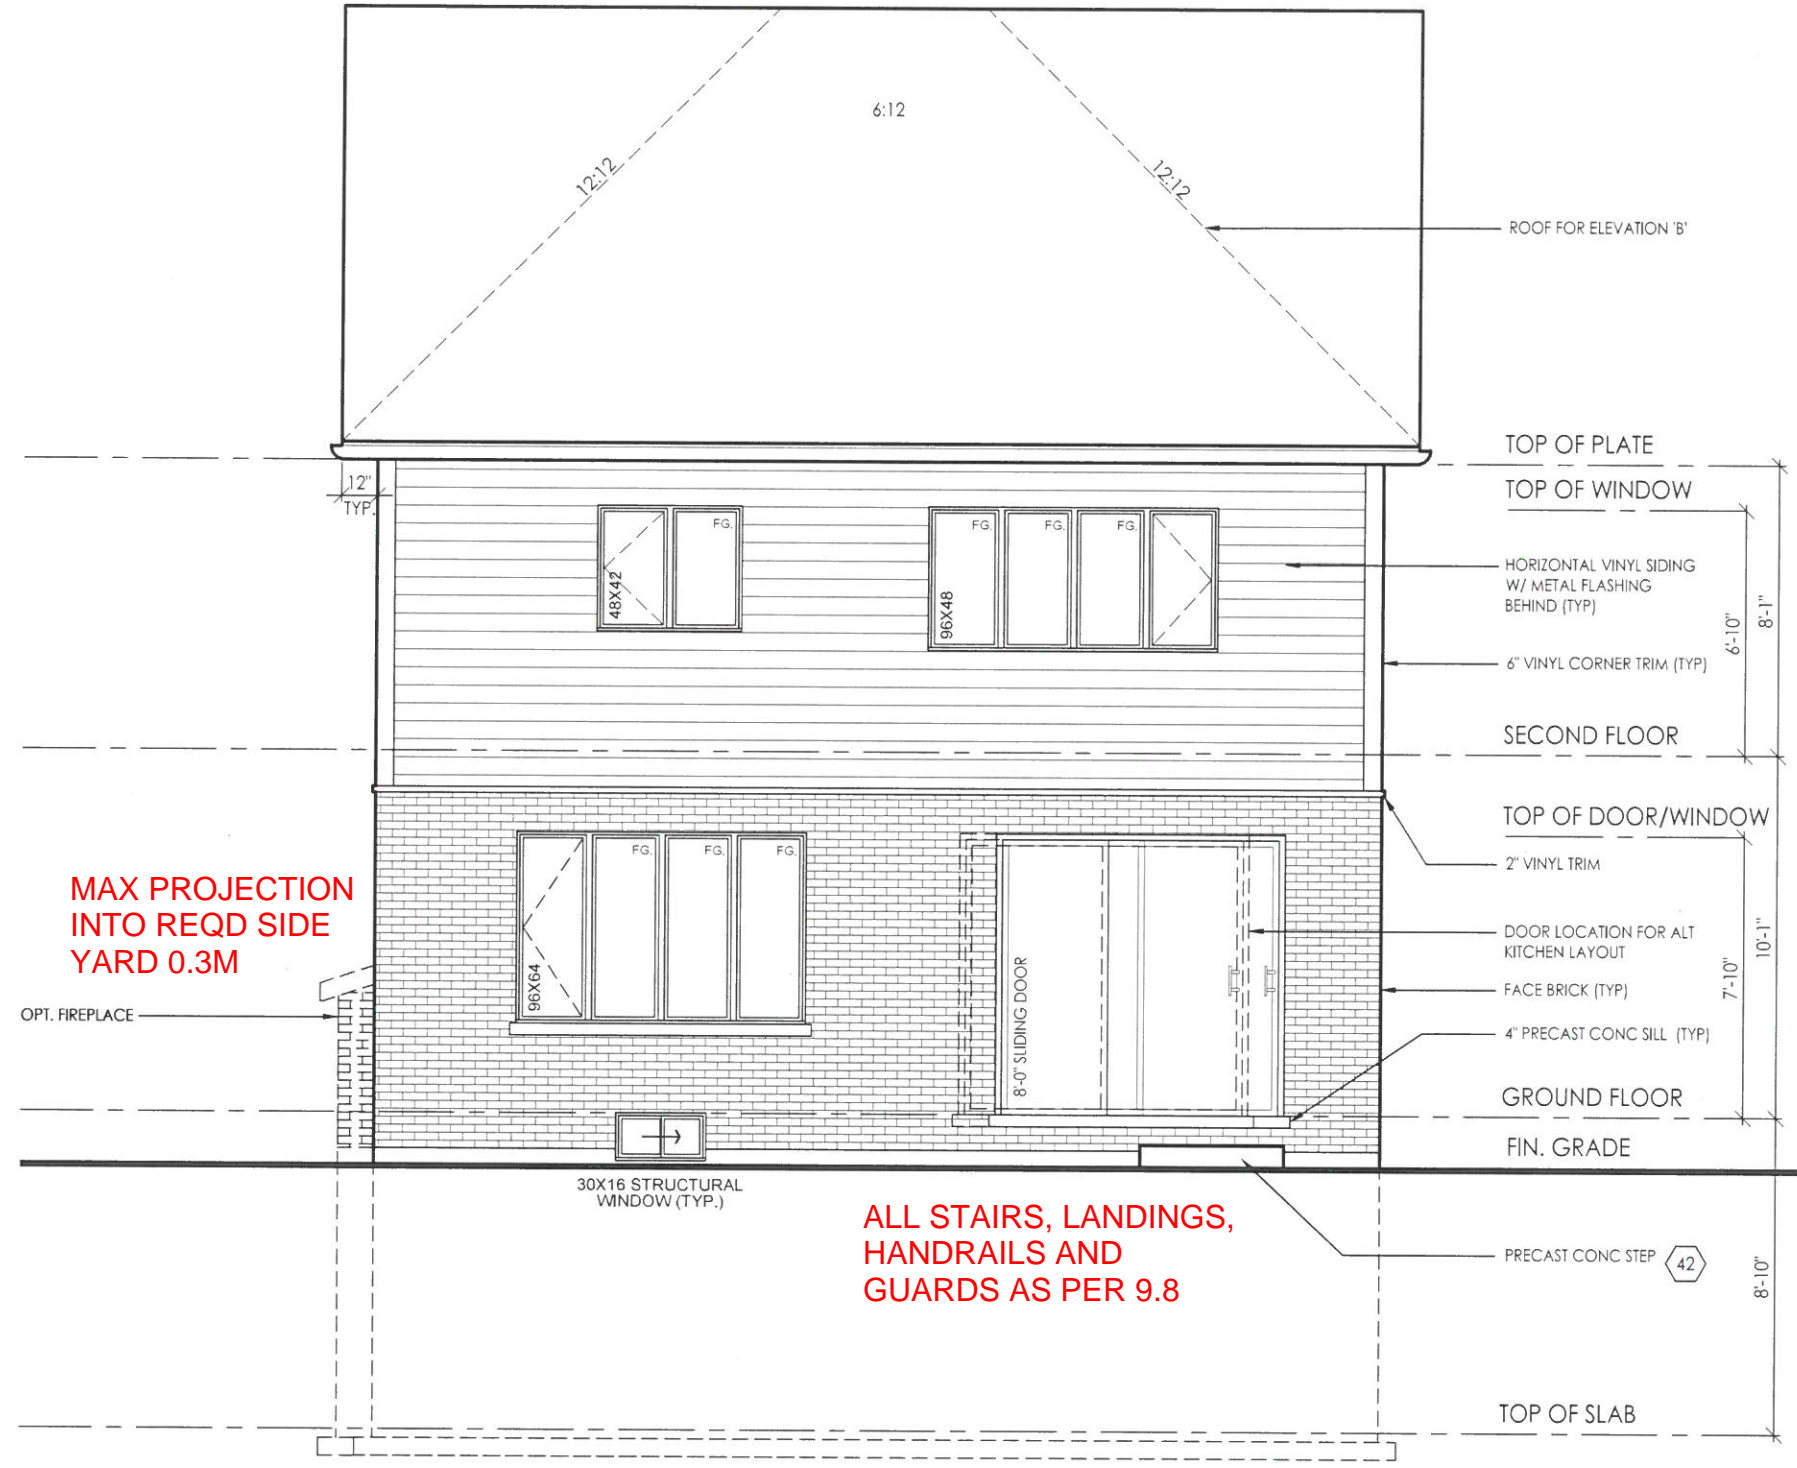 6:12
12:12
12:12
ROOF FOR ELEVATION 'B'
TOP OF PLATE
12"
TYP.
TOP OF WINDOW
FG.
FG.
FG.
FG.
48X42
96X48
HORIZONTAL VINYL SIDING
W/ METAL FLASHING
BEHIND (TYP)
6'-10"
8'-1"
6" VINYL CORNER TRIM (TYP)
SECOND FLOOR
TOP OF DOOR/WINDOW
FG.
FG.
FG.
2" VINYL TRIM
MAX PROJECTION
INTO REQD SIDE
YARD 0.3M
DOOR LOCATION FOR ALT
KITCHEN LAYOUT
96X64
8'-0" SLIDING DOOR
7'-10"
10'-1"
FACE BRICK (TYP)
OPT. FIREPLACE
4" PRECAST CONC SILL (TYP)
GROUND FLOOR
FIN. GRADE
30X16 STRUCTURAL
WINDOW (TYP.)
ALL STAIRS, LANDINGS,
HANDRAILS AND
GUARDS AS PER 9.8
PRECAST CONC STEP 42
8'-10"
TOP OF SLAB